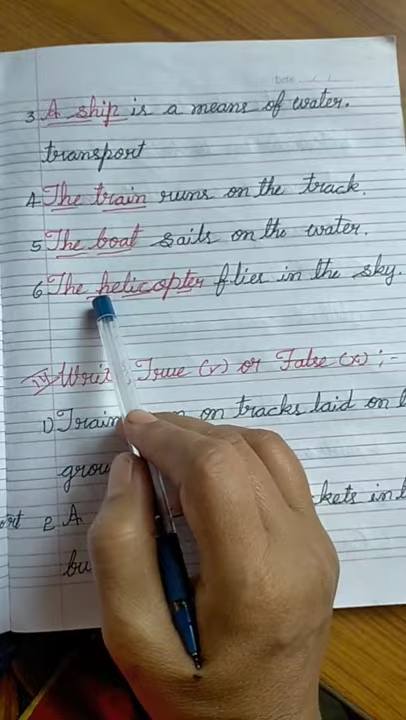 Date
3 A ship is a means of water.
transport
4 The train runs on the track.
5 The boat sails on the water.
6 The helicopter flies in the sky.
IV Writ True (✓) or False (x) ;-
1) Train on tracks laid on
grou
2 A kets in
bu